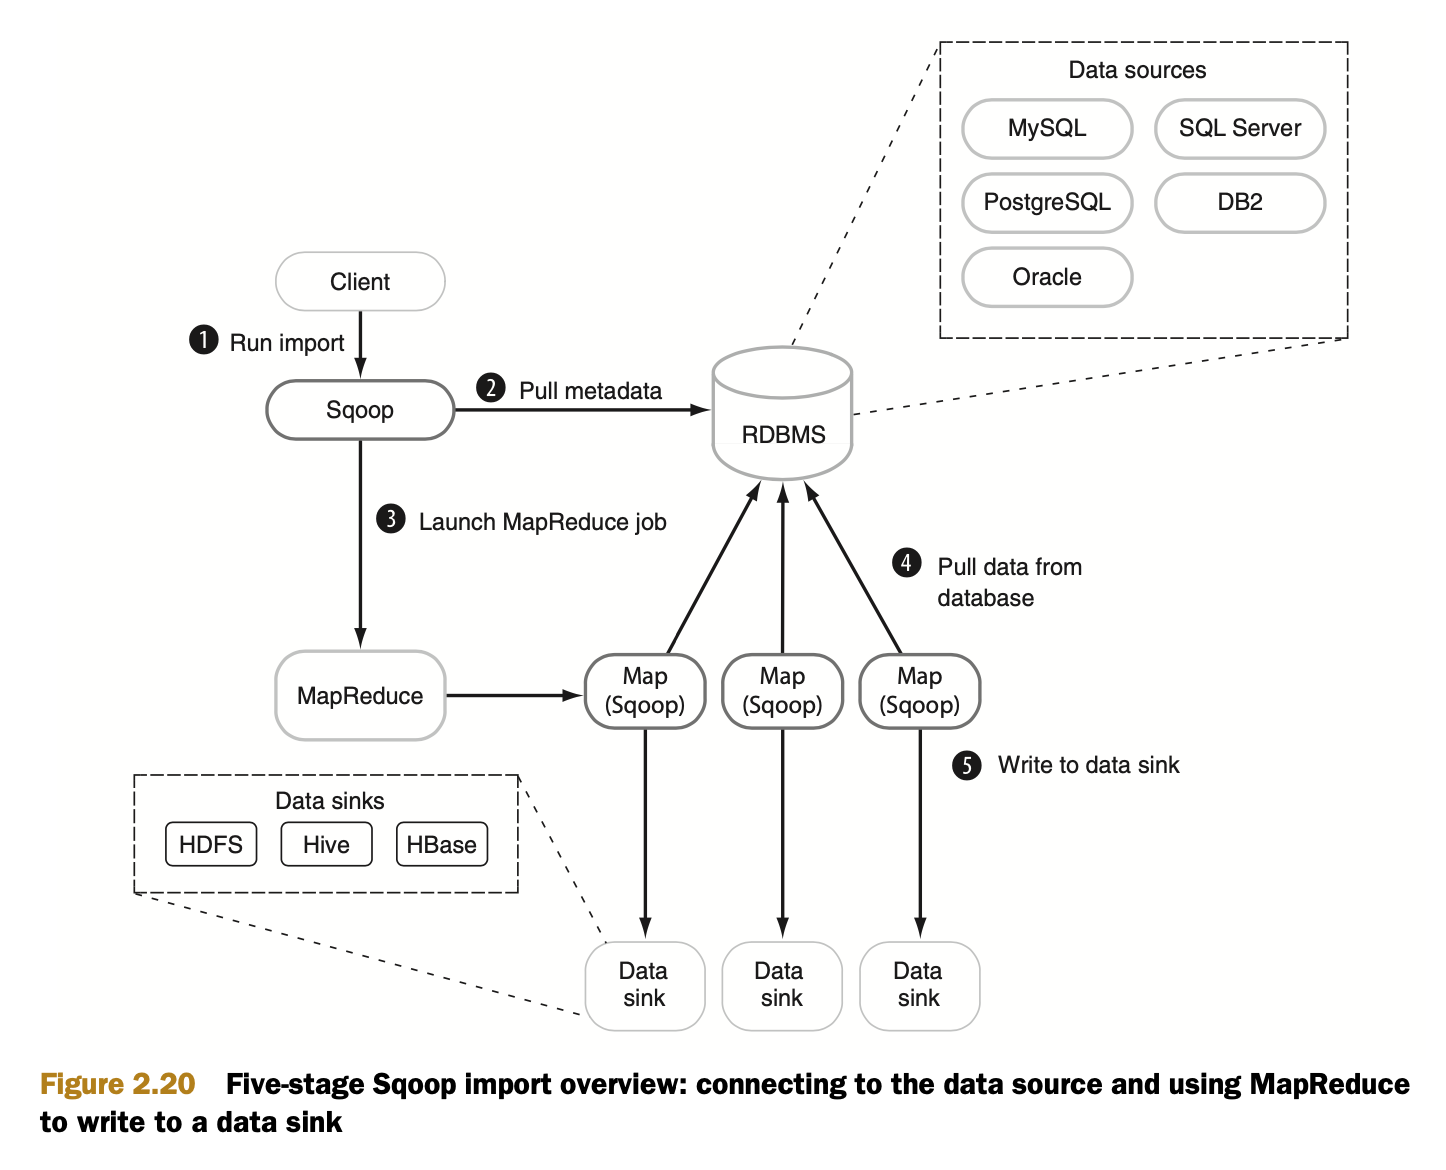 Data sources
MySQL
SQL Server
PostgreSQL
DB2
Oracle
Client
1 Run import
Sqoop
2 Pull metadata
RDBMS
3 Launch MapReduce job
4 Pull data from
database
MapReduce
Map
(Sqoop)
Map
(Sqoop)
Map
(Sqoop)
5 Write to data sink
Data sinks
HDFS
Hive
HBase
Data
sink
Data
sink
Data
sink
Figure 2.20 Five-stage Sqoop import overview: connecting to the data source and using MapReduce
to write to a data sink